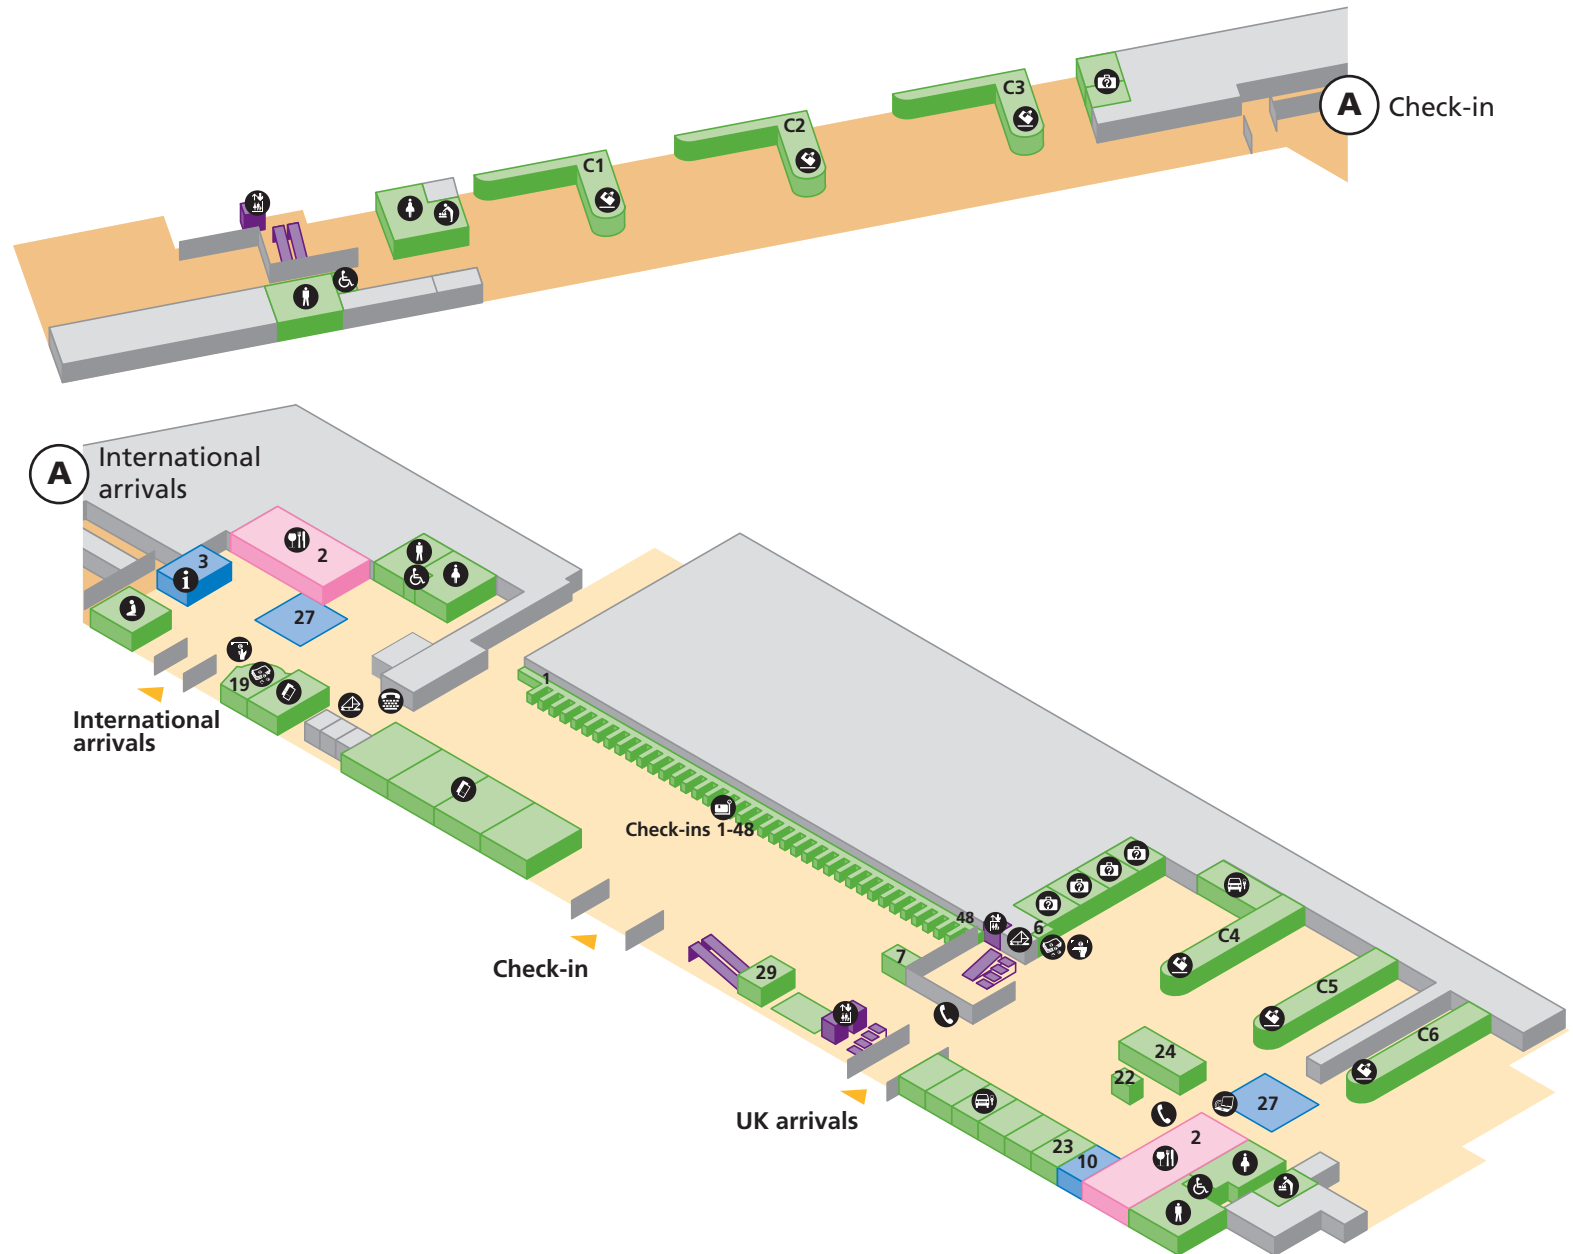 C3
A Check-in
C2
C1
A International
arrivals
3
2
27
19
International
arrivals
1
Check-ins 1-48
48
6
7
C4
29
Check-in
C5
C6
24
22
27
UK arrivals
2
23
10